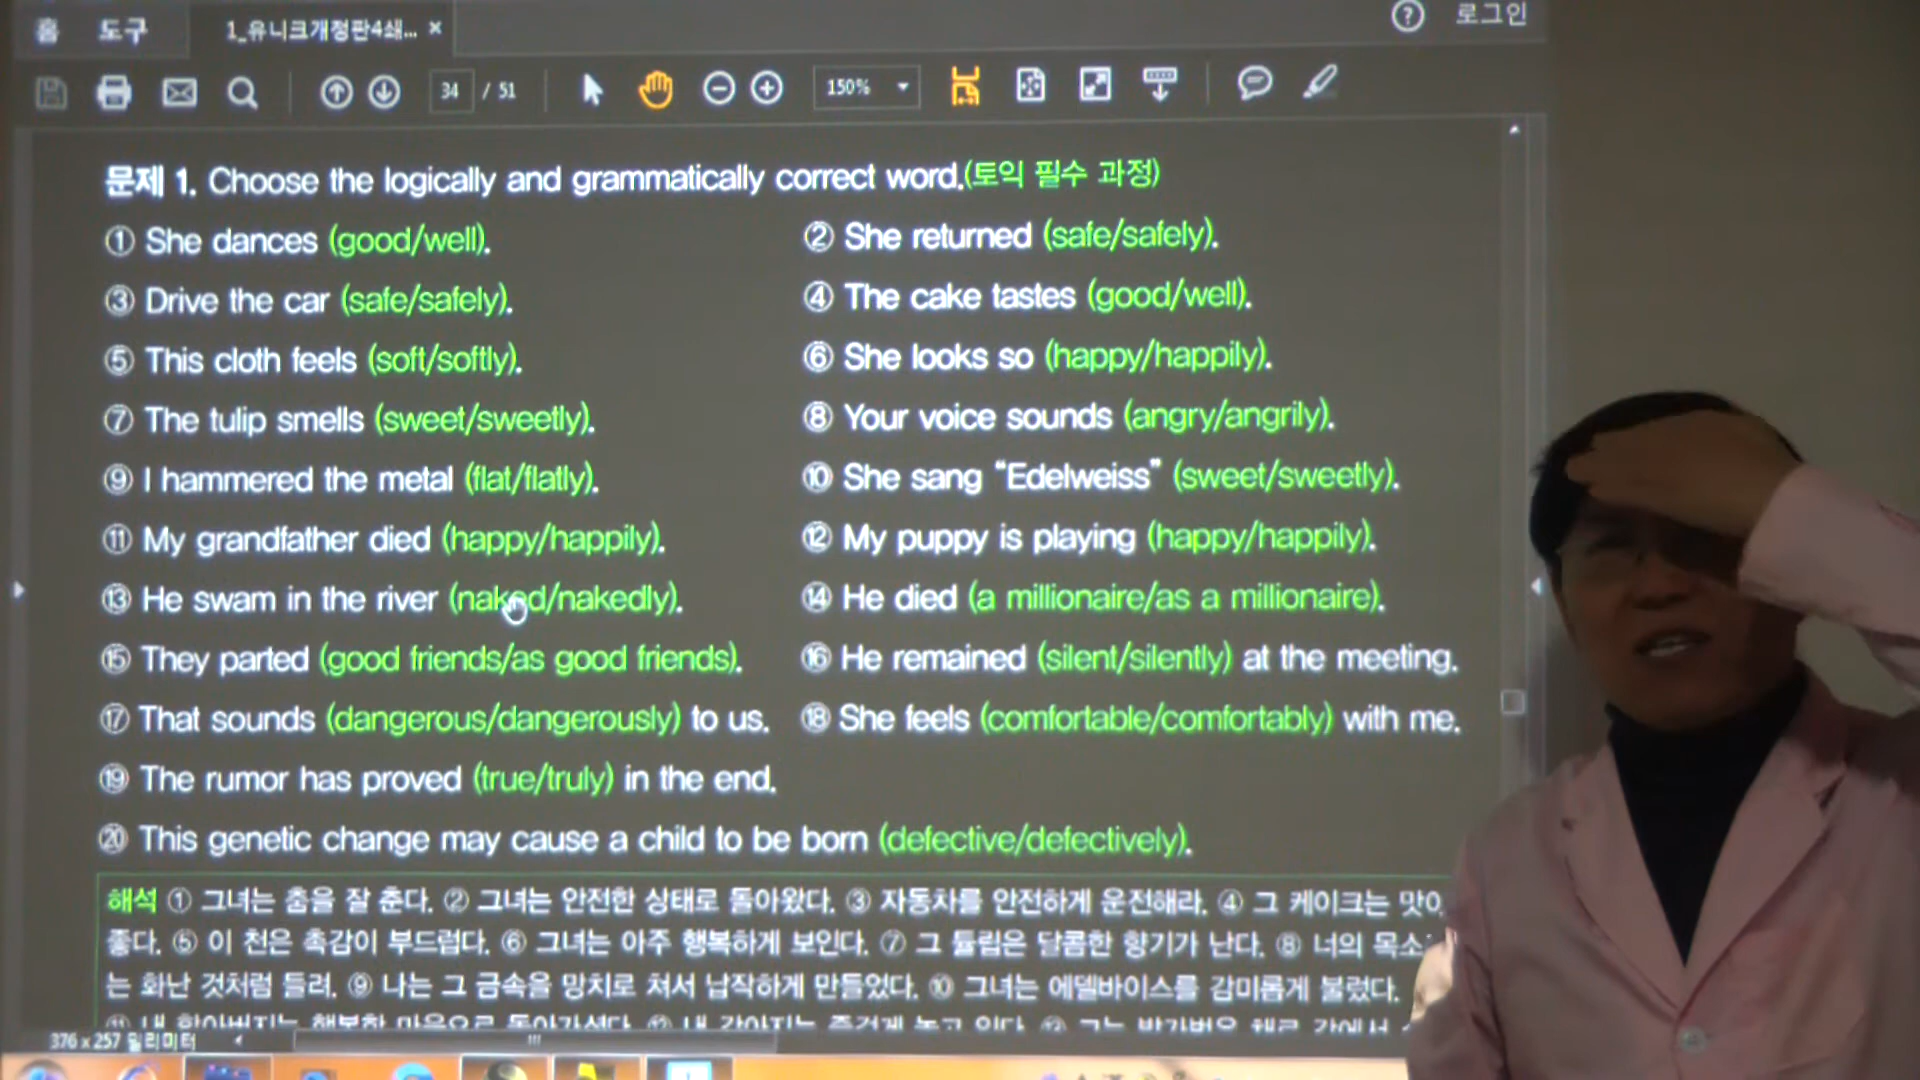 홈 도구 1_유니크개정판4쇄... × ? 로그인
34 / 51 150%
문제 1. Choose the logically and grammatically correct word.(토익 필수 과정)
① She dances (good/well). ② She returned (safe/safely).
③ Drive the car (safe/safely). ④ The cake tastes (good/well).
⑤ This cloth feels (soft/softly). ⑥ She looks so (happy/happily).
⑦ The tulip smells (sweet/sweetly). ⑧ Your voice sounds (angry/angrily).
⑨ I hammered the metal (flat/flatly). ⑩ She sang “Edelweiss” (sweet/sweetly).
⑪ My grandfather died (happy/happily). ⑫ My puppy is playing (happy/happily).
⑬ He swam in the river (naked/nakedly). ⑭ He died (a millionaire/as a millionaire).
⑮ They parted (good friends/as good friends). ⑯ He remained (silent/silently) at the meeting.
⑰ That sounds (dangerous/dangerously) to us. ⑱ She feels (comfortable/comfortably) with me.
⑲ The rumor has proved (true/truly) in the end.
⑳ This genetic change may cause a child to be born (defective/defectively).
해석 ① 그녀는 춤을 잘 춘다. ② 그녀는 안전한 상태로 돌아왔다. ③ 자동차를 안전하게 운전해라. ④ 그 케이크는
좋다. ⑤ 이 천은 촉감이 부드럽다. ⑥ 그녀는 아주 행복하게 보인다. ⑦ 그 튤립은 달콤한 향기가 난다. ⑧ 너의
는 화난 것처럼 들려. ⑨ 나는 그 금속을 망치로 쳐서 납작하게 만들었다. ⑩ 그녀는 에델바이스를 감미롭게 불렀다.
376 x 257 밀리미터